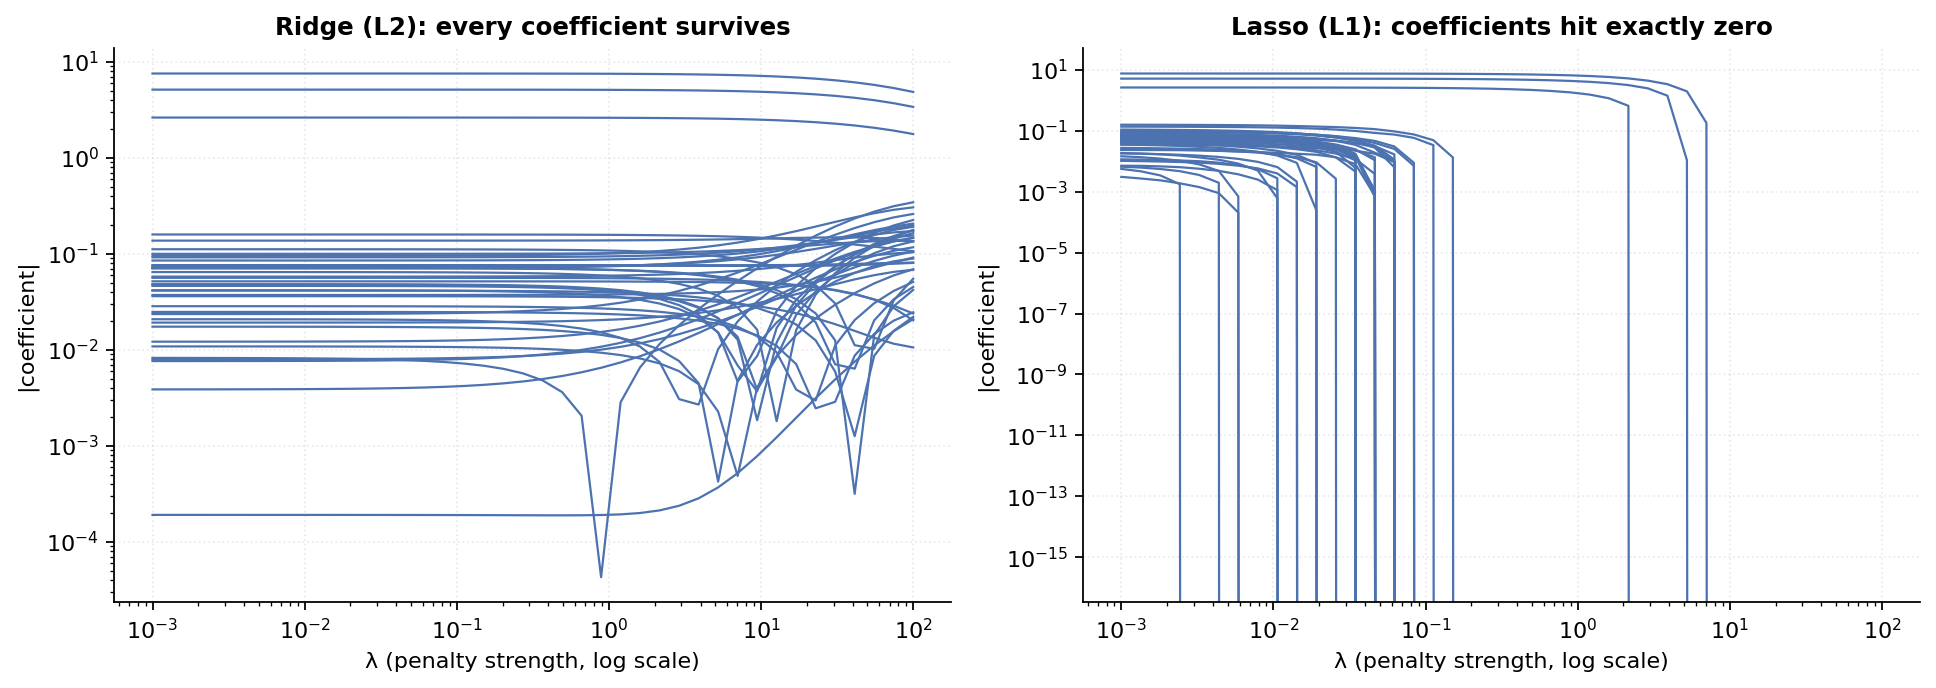 Ridge (L2): every coefficient survives
|coefficient|
10¹
10⁰
10⁻¹
10⁻²
10⁻³
10⁻⁴
10⁻³ 10⁻² 10⁻¹ 10⁰ 10¹ 10²
λ (penalty strength, log scale)
Lasso (L1): coefficients hit exactly zero
|coefficient|
10¹
10⁻¹
10⁻³
10⁻⁵
10⁻⁷
10⁻⁹
10⁻¹¹
10⁻¹³
10⁻¹⁵
10⁻³ 10⁻² 10⁻¹ 10⁰ 10¹ 10²
λ (penalty strength, log scale)